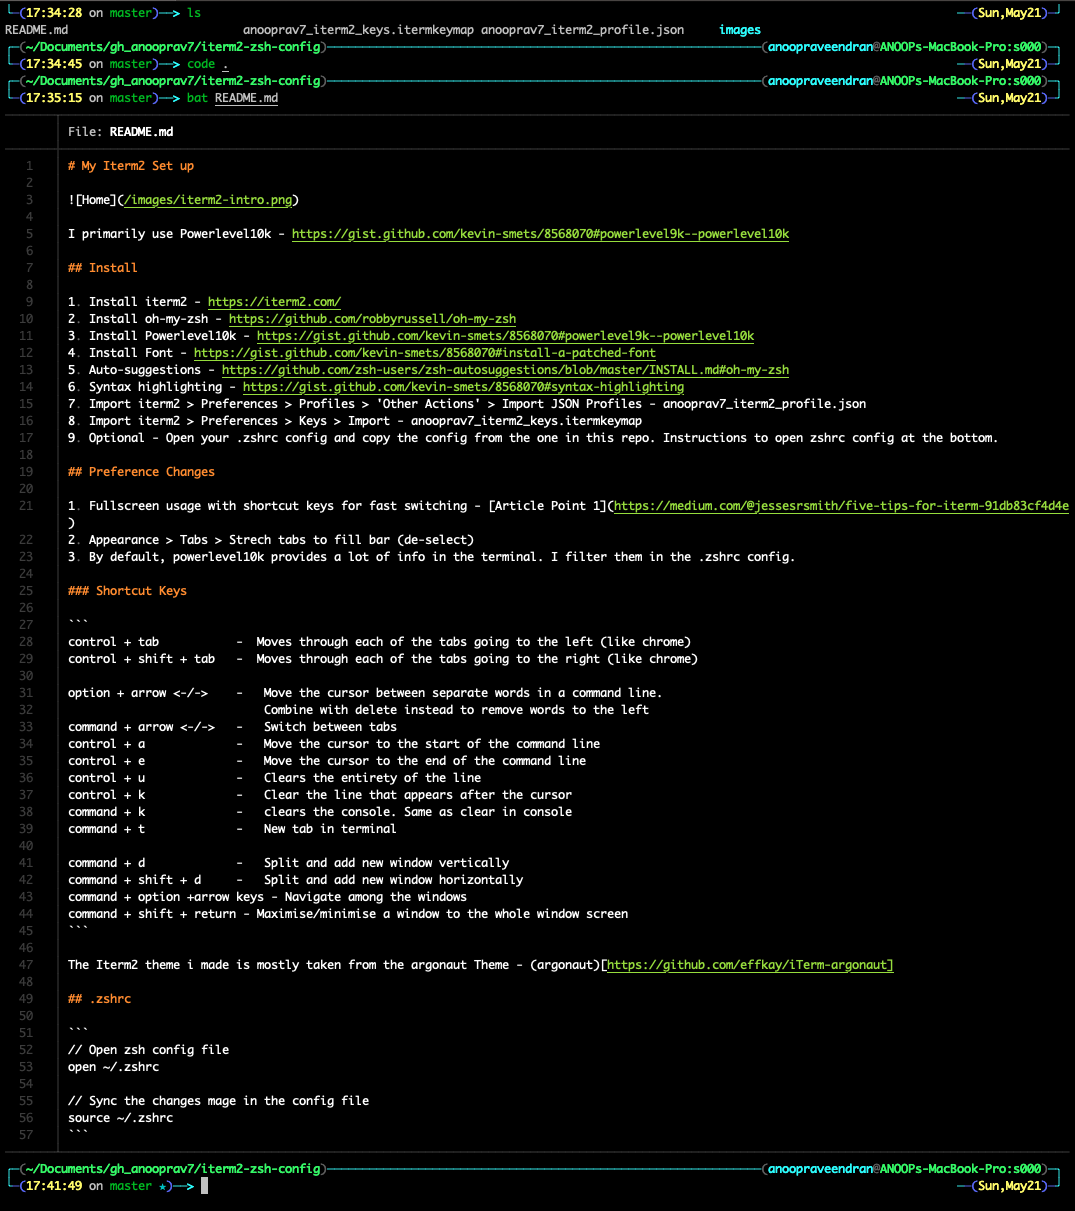 (17:34:28 on master)──> ls ─(Sun,May21)─
README.md anooprav7_iterm2_keys.itermkeymap anooprav7_iterm2_profile.json images
(~/Documents/gh_anooprav7/iterm2-zsh-config) (anoopraveendran@ANOOPs-MacBook-Pro:s000)
(17:34:45 on master)──> code . ─(Sun,May21)─
(~/Documents/gh_anooprav7/iterm2-zsh-config) (anoopraveendran@ANOOPs-MacBook-Pro:s000)
(17:35:15 on master)──> bat README.md ─(Sun,May21)─
File: README.md
1 # My Iterm2 Set up
2
3 ![Home](/images/iterm2-intro.png)
4
5 I primarily use Powerlevel10k - https://gist.github.com/kevin-smets/8568070#powerlevel9k--powerlevel10k
6
7 ## Install
8
9 1. Install iterm2 - https://iterm2.com/
10 2. Install oh-my-zsh - https://github.com/robbyrussell/oh-my-zsh
11 3. Install Powerlevel10k - https://gist.github.com/kevin-smets/8568070#powerlevel9k--powerlevel10k
12 4. Install Font - https://gist.github.com/kevin-smets/8568070#install-a-patched-font
13 5. Auto-suggestions - https://github.com/zsh-users/zsh-autosuggestions/blob/master/INSTALL.md#oh-my-zsh
14 6. Syntax highlighting - https://gist.github.com/kevin-smets/8568070#syntax-highlighting
15 7. Import iterm2 > Preferences > Profiles > 'Other Actions' > Import JSON Profiles - anooprav7_iterm2_profile.json
16 8. Import iterm2 > Preferences > Keys > Import - anooprav7_iterm2_keys.itermkeymap
17 9. Optional - Open your .zshrc config and copy the config from the one in this repo. Instructions to open zshrc config at the bottom.
18
19 ## Preference Changes
20
21 1. Fullscreen usage with shortcut keys for fast switching - [Article Point 1](https://medium.com/@jessesrsmith/five-tips-for-iterm-91db83cf4d4e
)
22 2. Appearance > Tabs > Strech tabs to fill bar (de-select)
23 3. By default, powerlevel10k provides a lot of info in the terminal. I filter them in the .zshrc config.
24
25 ### Shortcut Keys
26
27 ```
28 control + tab - Moves through each of the tabs going to the left (like chrome)
29 control + shift + tab - Moves through each of the tabs going to the right (like chrome)
30
31 option + arrow <-/-> - Move the cursor between separate words in a command line.
32 Combine with delete instead to remove words to the left
33 command + arrow <-/-> - Switch between tabs
34 control + a - Move the cursor to the start of the command line
35 control + e - Move the cursor to the end of the command line
36 control + u - Clears the entirety of the line
37 control + k - Clear the line that appears after the cursor
38 command + k - clears the console. Same as clear in console
39 command + t - New tab in terminal
40
41 command + d - Split and add new window vertically
42 command + shift + d - Split and add new window horizontally
43 command + option +arrow keys - Navigate among the windows
44 command + shift + return - Maximise/minimise a window to the whole window screen
45 ```
46
47 The Iterm2 theme i made is mostly taken from the argonaut Theme - (argonaut)[https://github.com/effkay/iTerm-argonaut]
48
49 ## .zshrc
50
51 ```
52 // Open zsh config file
53 open ~/.zshrc
54
55 // Sync the changes mage in the config file
56 source ~/.zshrc
57 ```
(~/Documents/gh_anooprav7/iterm2-zsh-config) (anoopraveendran@ANOOPs-MacBook-Pro:s000)
(17:41:49 on master ★)──> ─(Sun,May21)─